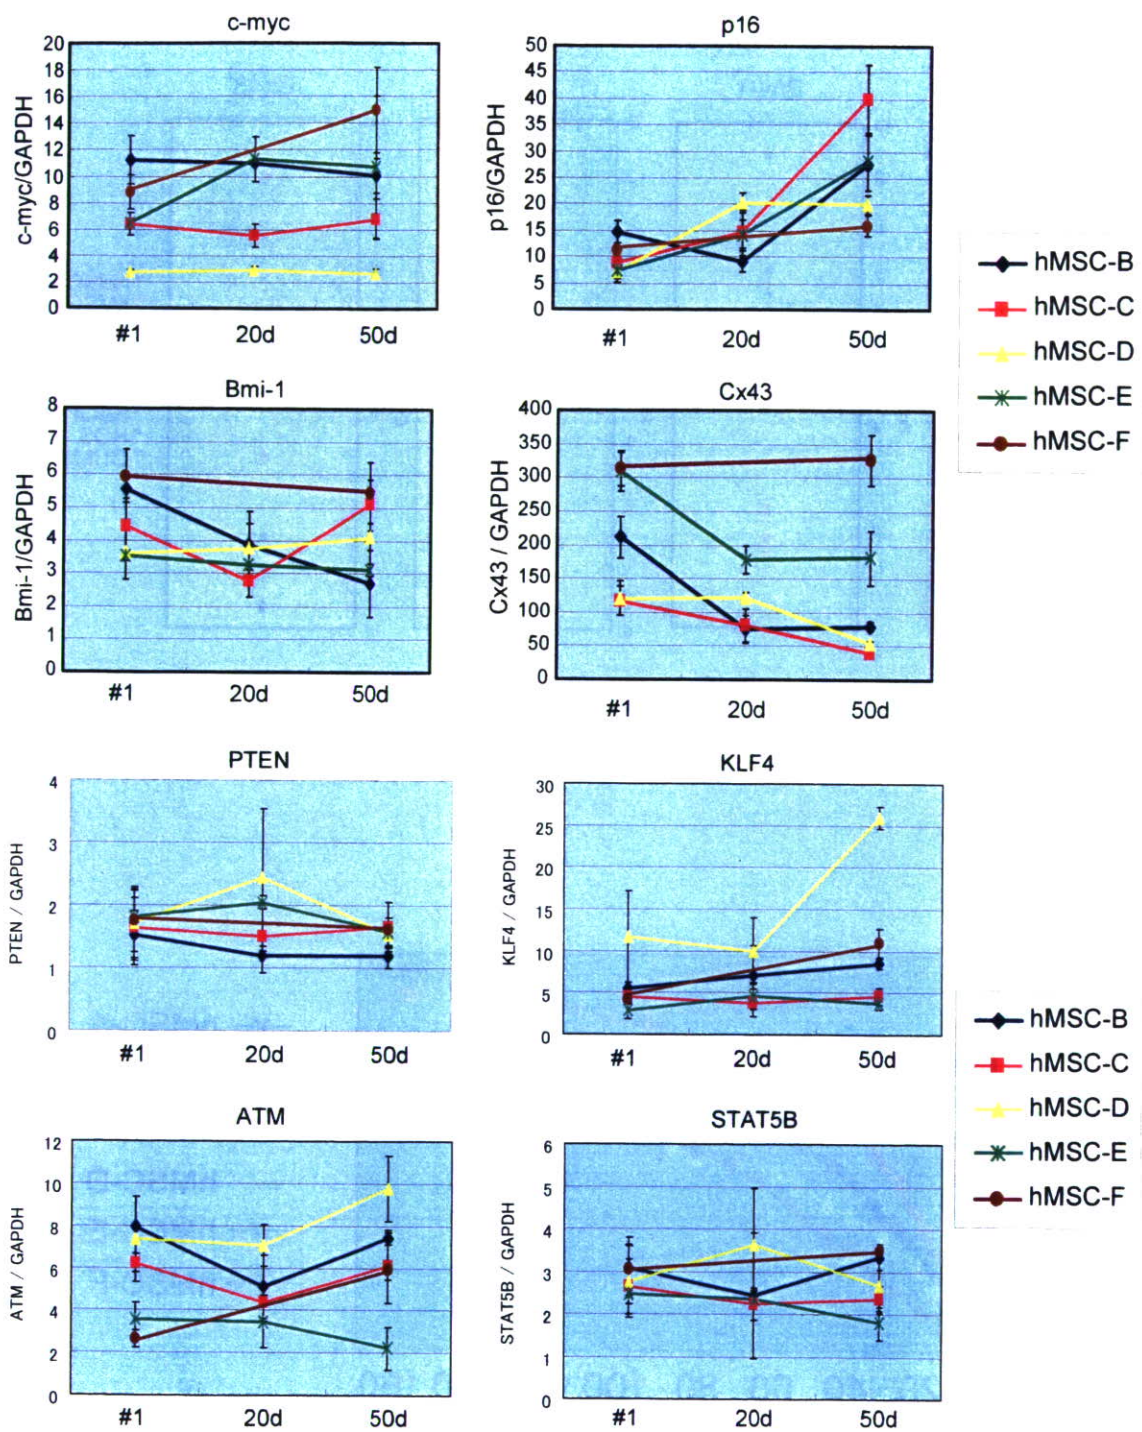 c-myc
c-myc/GAPDH
20
18
16
14
12
10
8
6
4
2
0
#1 20d 50d
p16
p16/GAPDH
50
45
40
35
30
25
20
15
10
5
0
#1 20d 50d
hMSC-B
hMSC-C
hMSC-D
hMSC-E
hMSC-F
Bmi-1
Bmi-1/GAPDH
8
7
6
5
4
3
2
1
0
#1 20d 50d
Cx43
Cx43 / GAPDH
400
350
300
250
200
150
100
50
0
#1 20d 50d
PTEN
PTEN / GAPDH
4
3
2
1
0
#1 20d 50d
KLF4
KLF4 / GAPDH
30
25
20
15
10
5
0
#1 20d 50d
hMSC-B
hMSC-C
hMSC-D
hMSC-E
hMSC-F
ATM
ATM / GAPDH
12
10
8
6
4
2
0
#1 20d 50d
STAT5B
STAT5B / GAPDH
6
5
4
3
2
1
0
#1 20d 50d